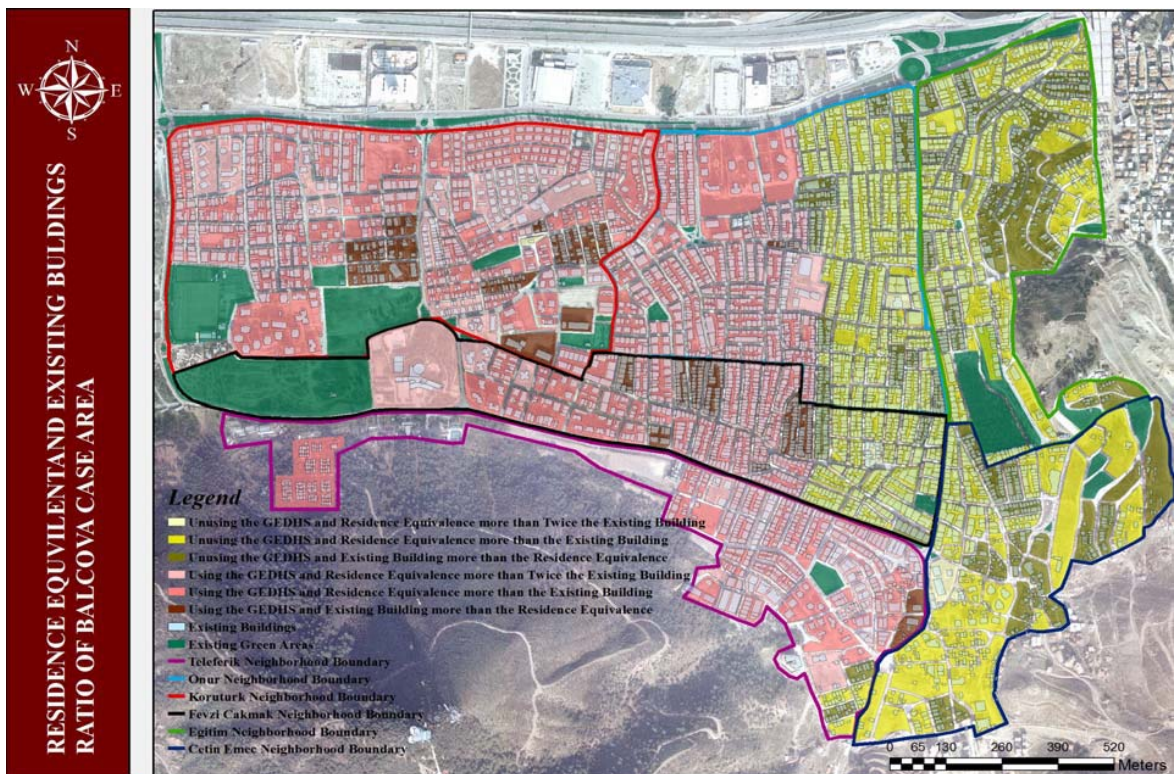 N
W E
S
RESIDENCE EQUVILENTAND EXISTING BUILDINGS
RATIO OF BALCOVA CASE AREA
Legend
Unusing the GEDHS and Residence Equivalence more than Twice the Existing Building
Unusing the GEDHS and Residence Equivalence more than the Existing Building
Unusing the GEDHS and Existing Building more than the Residence Equivalence
Using the GEDHS and Residence Equivalence more than Twice the Existing Building
Using the GEDHS and Residence Equivalence more than the Existing Building
Using the GEDHS and Existing Building more than the Residence Equivalence
Existing Buildings
Existing Green Areas
Teleferik Neighborhood Boundary
Onur Neighborhood Boundary
Koruturk Neighborhood Boundary
Fevzi Cakmak Neighborhood Boundary
Egitim Neighborhood Boundary
Cetin Emec Neighborhood Boundary
0 65 130 260 390 520
Meters